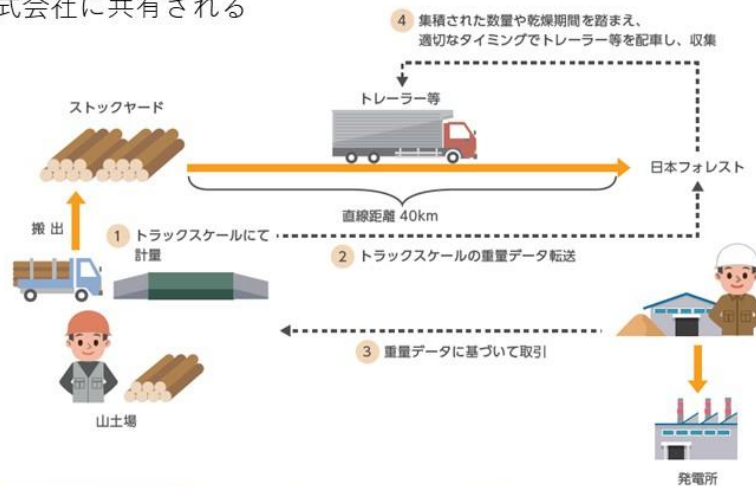 式会社に共有される
4 集積された数量や乾燥期間を踏まえ、
適切なタイミングでトレーラー等を配車し、収集
トレーラー等
ストックヤード
日本フォレスト
直線距離 40km
搬 出
1 トラックスケールにて
計量
2 トラックスケールの重量データ転送
3 重量データに基づいて取引
山土場
発電所